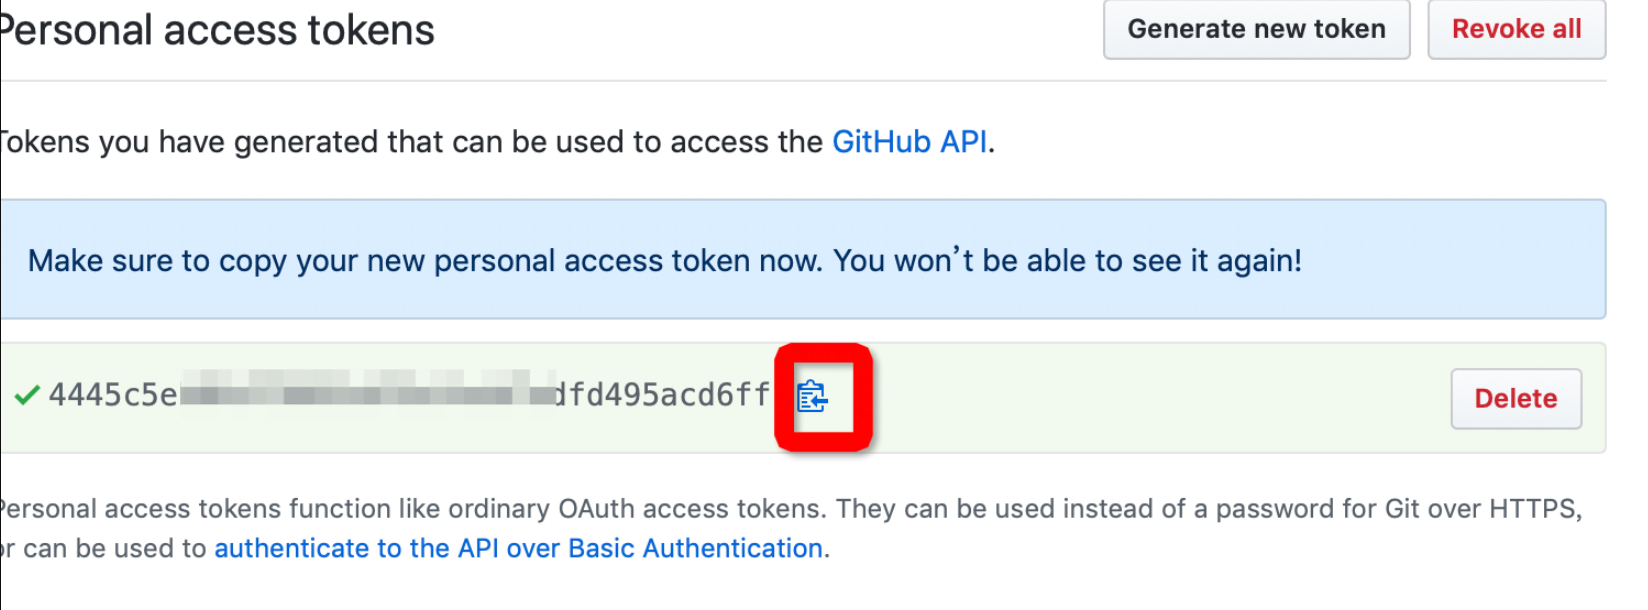 Personal access tokens
Generate new token
Revoke all
Tokens you have generated that can be used to access the GitHub API.
Make sure to copy your new personal access token now. You won’t be able to see it again!
4445c5e dfd495acd6ff
Delete
Personal access tokens function like ordinary OAuth access tokens. They can be used instead of a password for Git over HTTPS,
or can be used to authenticate to the API over Basic Authentication.